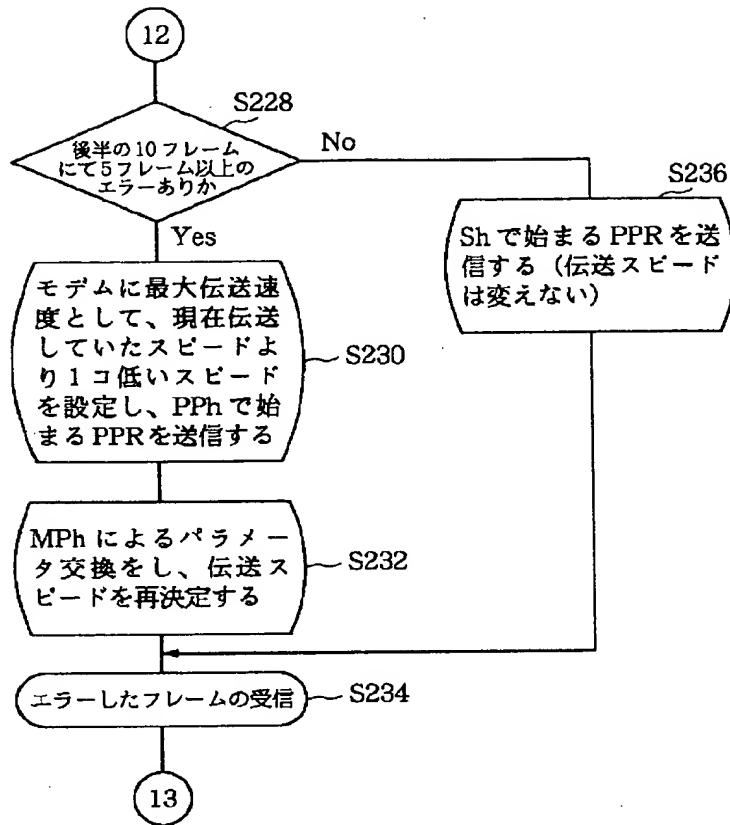 12
S228
後半の10フレーム
にて5フレーム以上の
エラーありか
No
Yes
S236
Shで始まるPPRを送
信する（伝送スピード
は変えない）
モデムに最大伝送速
度として、現在伝送
していたスピードよ
り1コ低いスピード
を設定し、PPhで始
まるPPRを送信する
S230
MPhによるパラメー
タ交換をし、伝送ス
ピードを再決定する
S232
エラーしたフレームの受信
S234
13